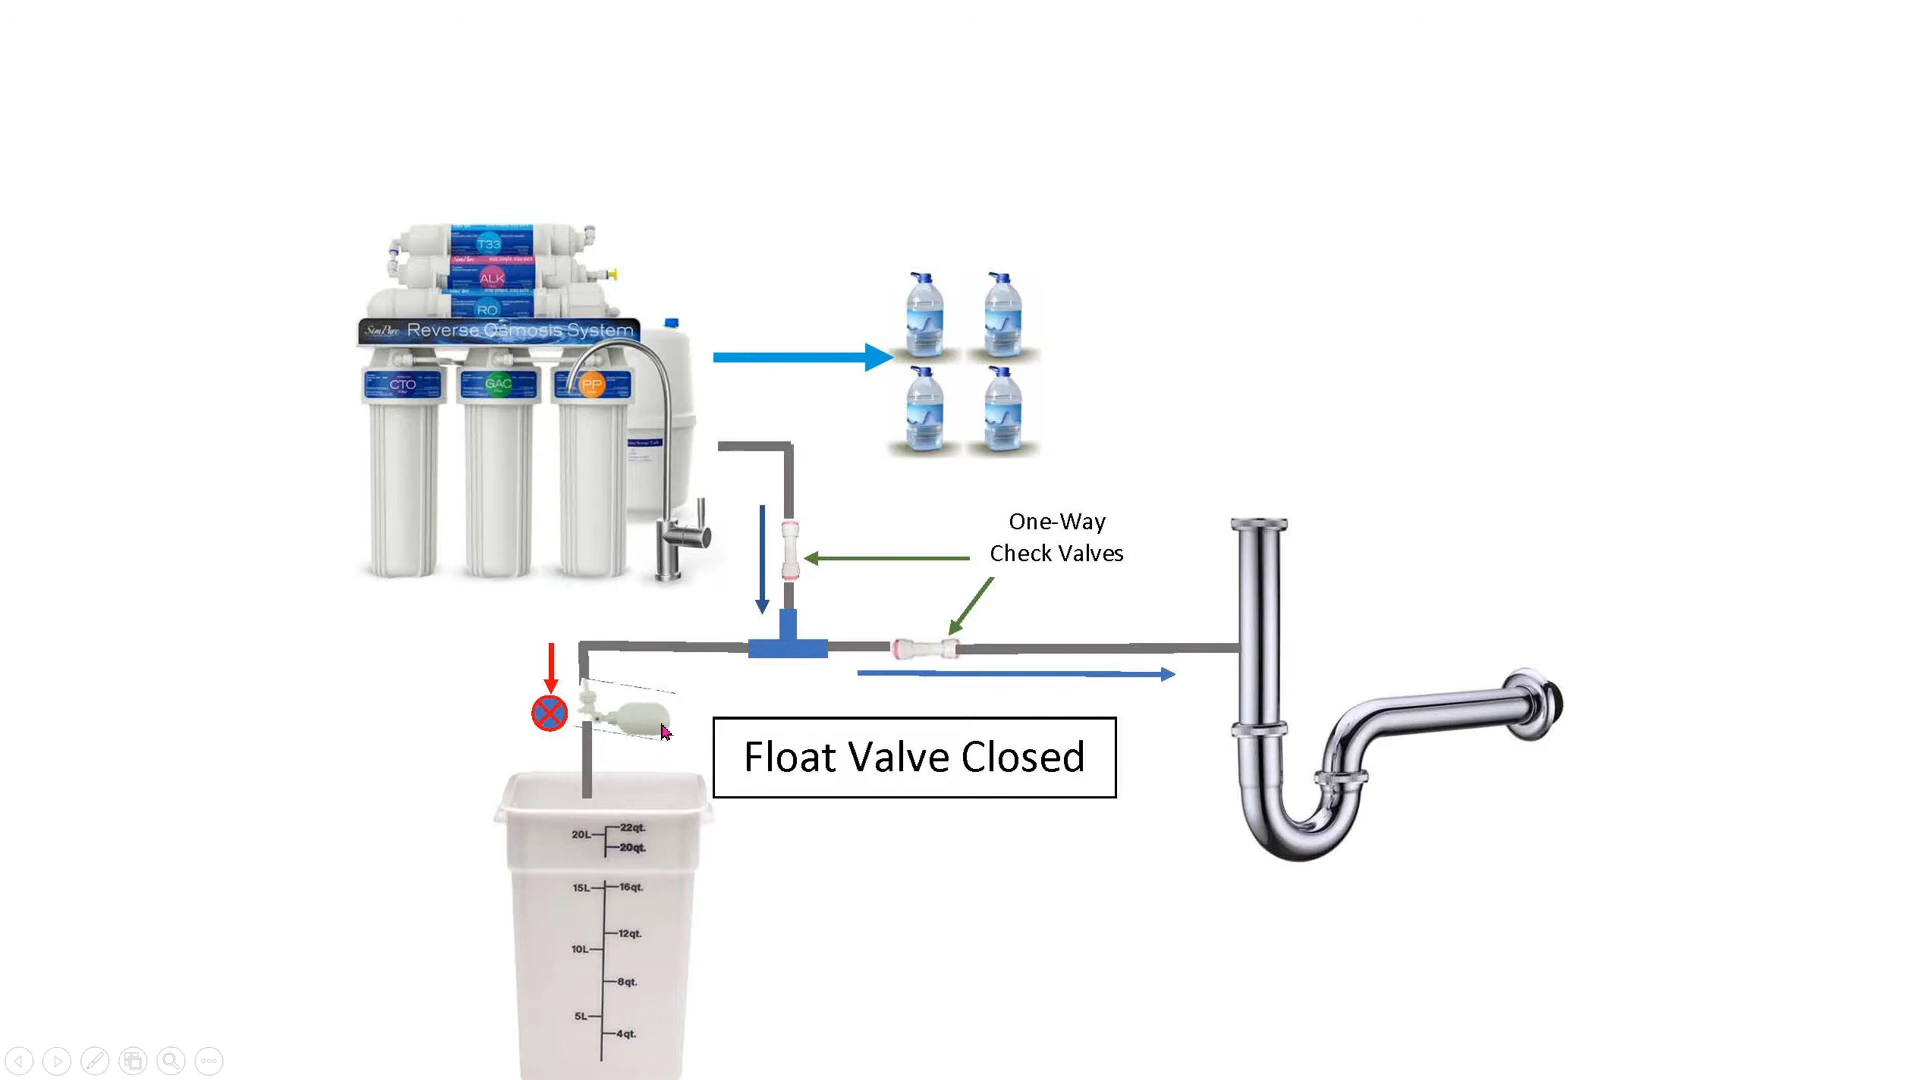 T33
ALK
RO
SimPure Reverse Osmosis System
CTO
GAC
PP
One-Way
Check Valves
Float Valve Closed
20L
22qt.
20qt.
15L
16qt.
12qt.
10L
8qt.
5L
4qt.